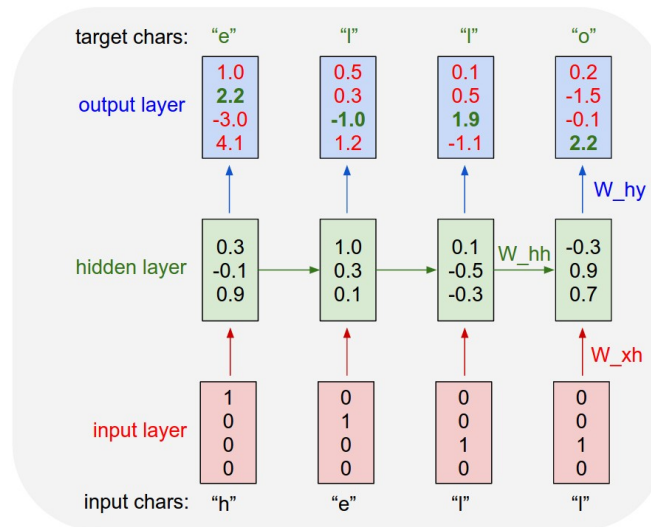 target chars: “e” “l” “l” “o”
1.0 0.5 0.1 0.2
2.2 0.3 0.5 -1.5
output layer
-3.0 -1.0 1.9 -0.1
4.1 1.2 -1.1 2.2
W_hy
0.3 1.0 0.1 -0.3
W_hh
hidden layer -0.1 0.3 -0.5 0.9
0.9 0.1 -0.3 0.7
W_xh
1 0 0 0
0 1 0 0
input layer
0 0 1 1
0 0 0 0
input chars: “h” “e” “l” “l”